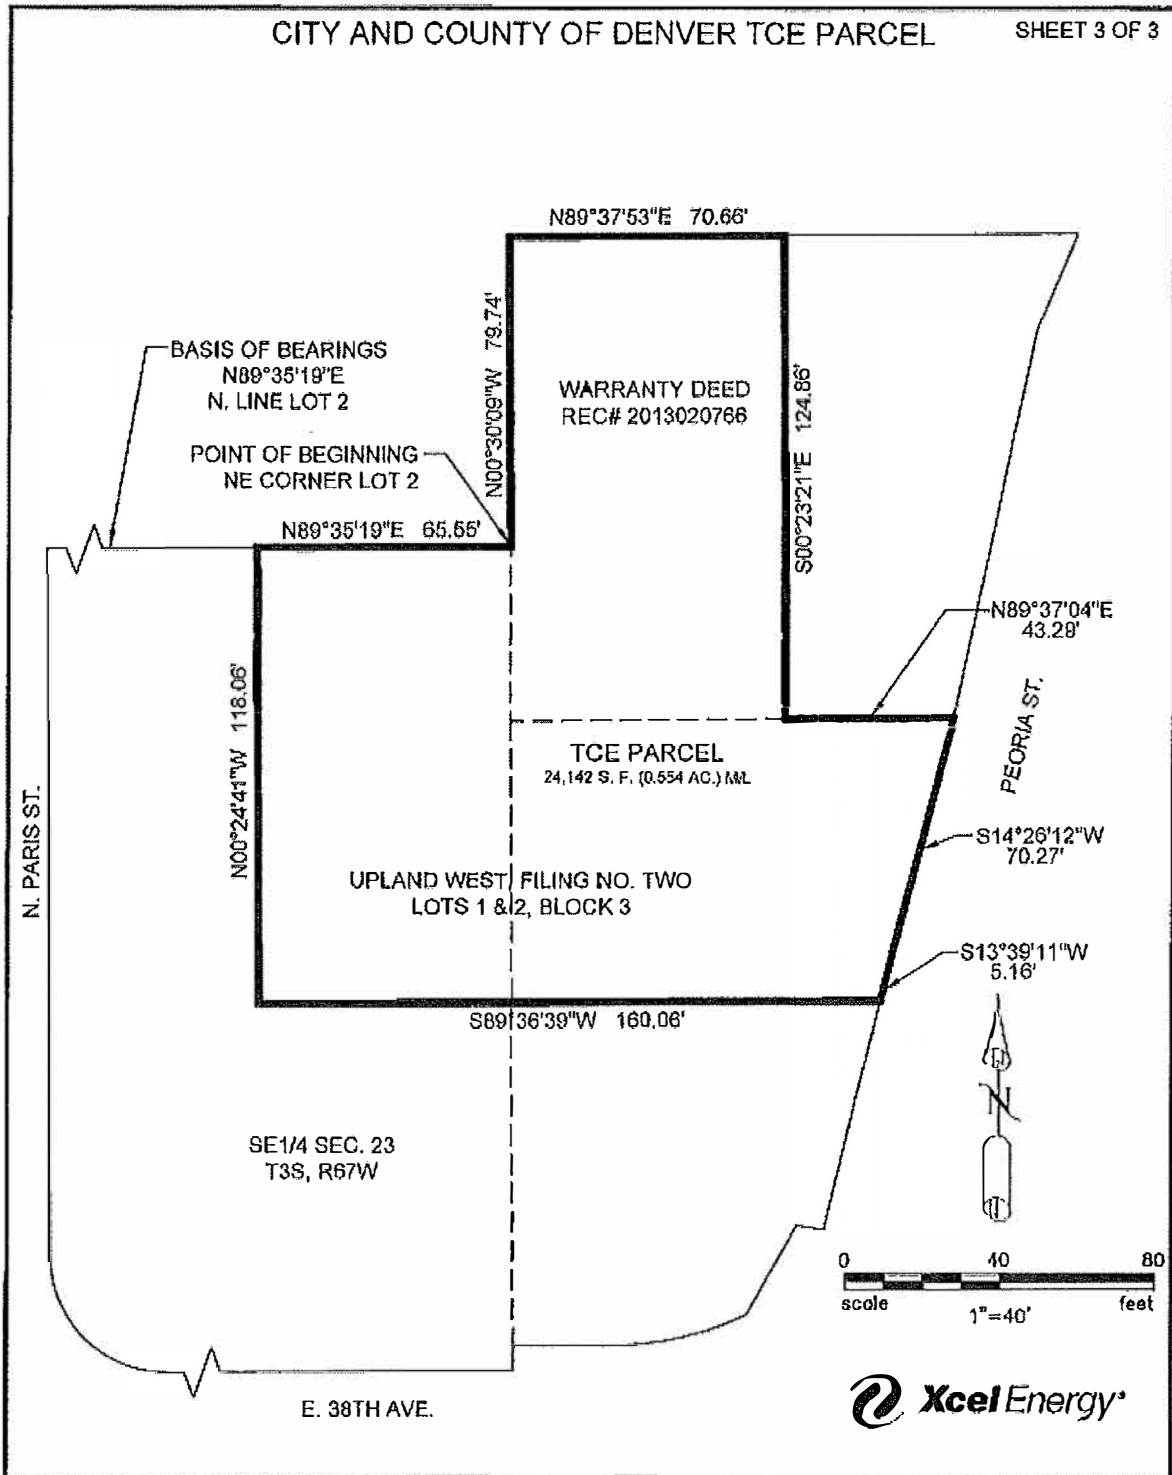 CITY AND COUNTY OF DENVER TCE PARCEL
SHEET 3 OF 3
N89°37'53"E 70.66'
N00°30'09"W 79.74'
BASIS OF BEARINGS
N89°35'19"E
N. LINE LOT 2
WARRANTY DEED
REC# 2013020766
S00°23'21"E 124.86'
POINT OF BEGINNING
NE CORNER LOT 2
N89°35'19"E 65.65'
N89°37'04"E
43.29'
N00°24'41"W 118.06'
PEORIA ST.
TCE PARCEL
24,142 S. F. (0.554 AC.) M/L
N. PARIS ST.
S14°26'12"W
70.27'
UPLAND WEST FILING NO. TWO
LOTS 1 & 2, BLOCK 3
S13°39'11"W
5.16'
S89°36'39"W 160.06'
N
SE1/4 SEC. 23
T3S, R67W
0 40 80
scale feet
1"=40'
E. 38TH AVE.
Xcel Energy